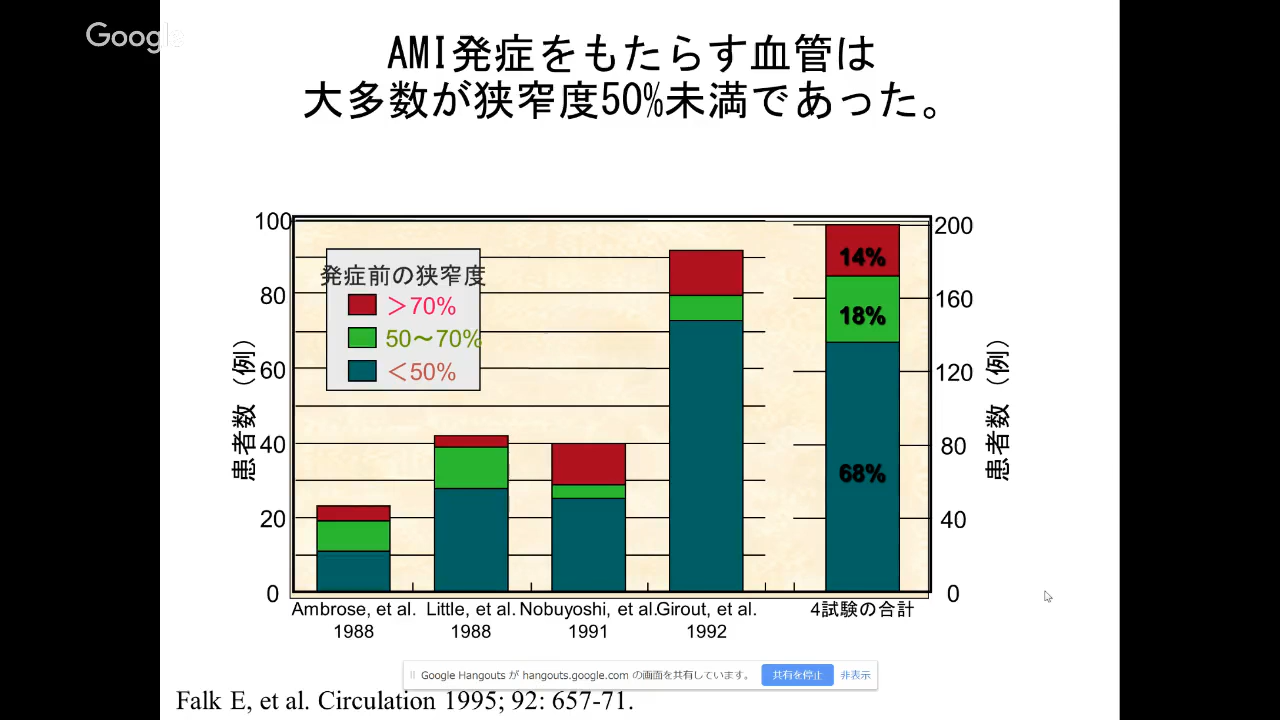 Google
AMI発症をもたらす血管は
大多数が狭窄度50%未満であった。
100
80
60
40
20
0
患者数（例）
発症前の狭窄度
＞70%
50～70%
＜50%
14%
18%
68%
200
160
120
80
40
0
患者数（例）
Ambrose, et al.
1988
Little, et al.
1988
Nobuyoshi, et al.
1991
Girout, et al.
1992
4試験の合計
Google Hangouts が hangouts.google.com の画面を共有しています。
共有を停止
非表示
Falk E, et al. Circulation 1995; 92: 657-71.